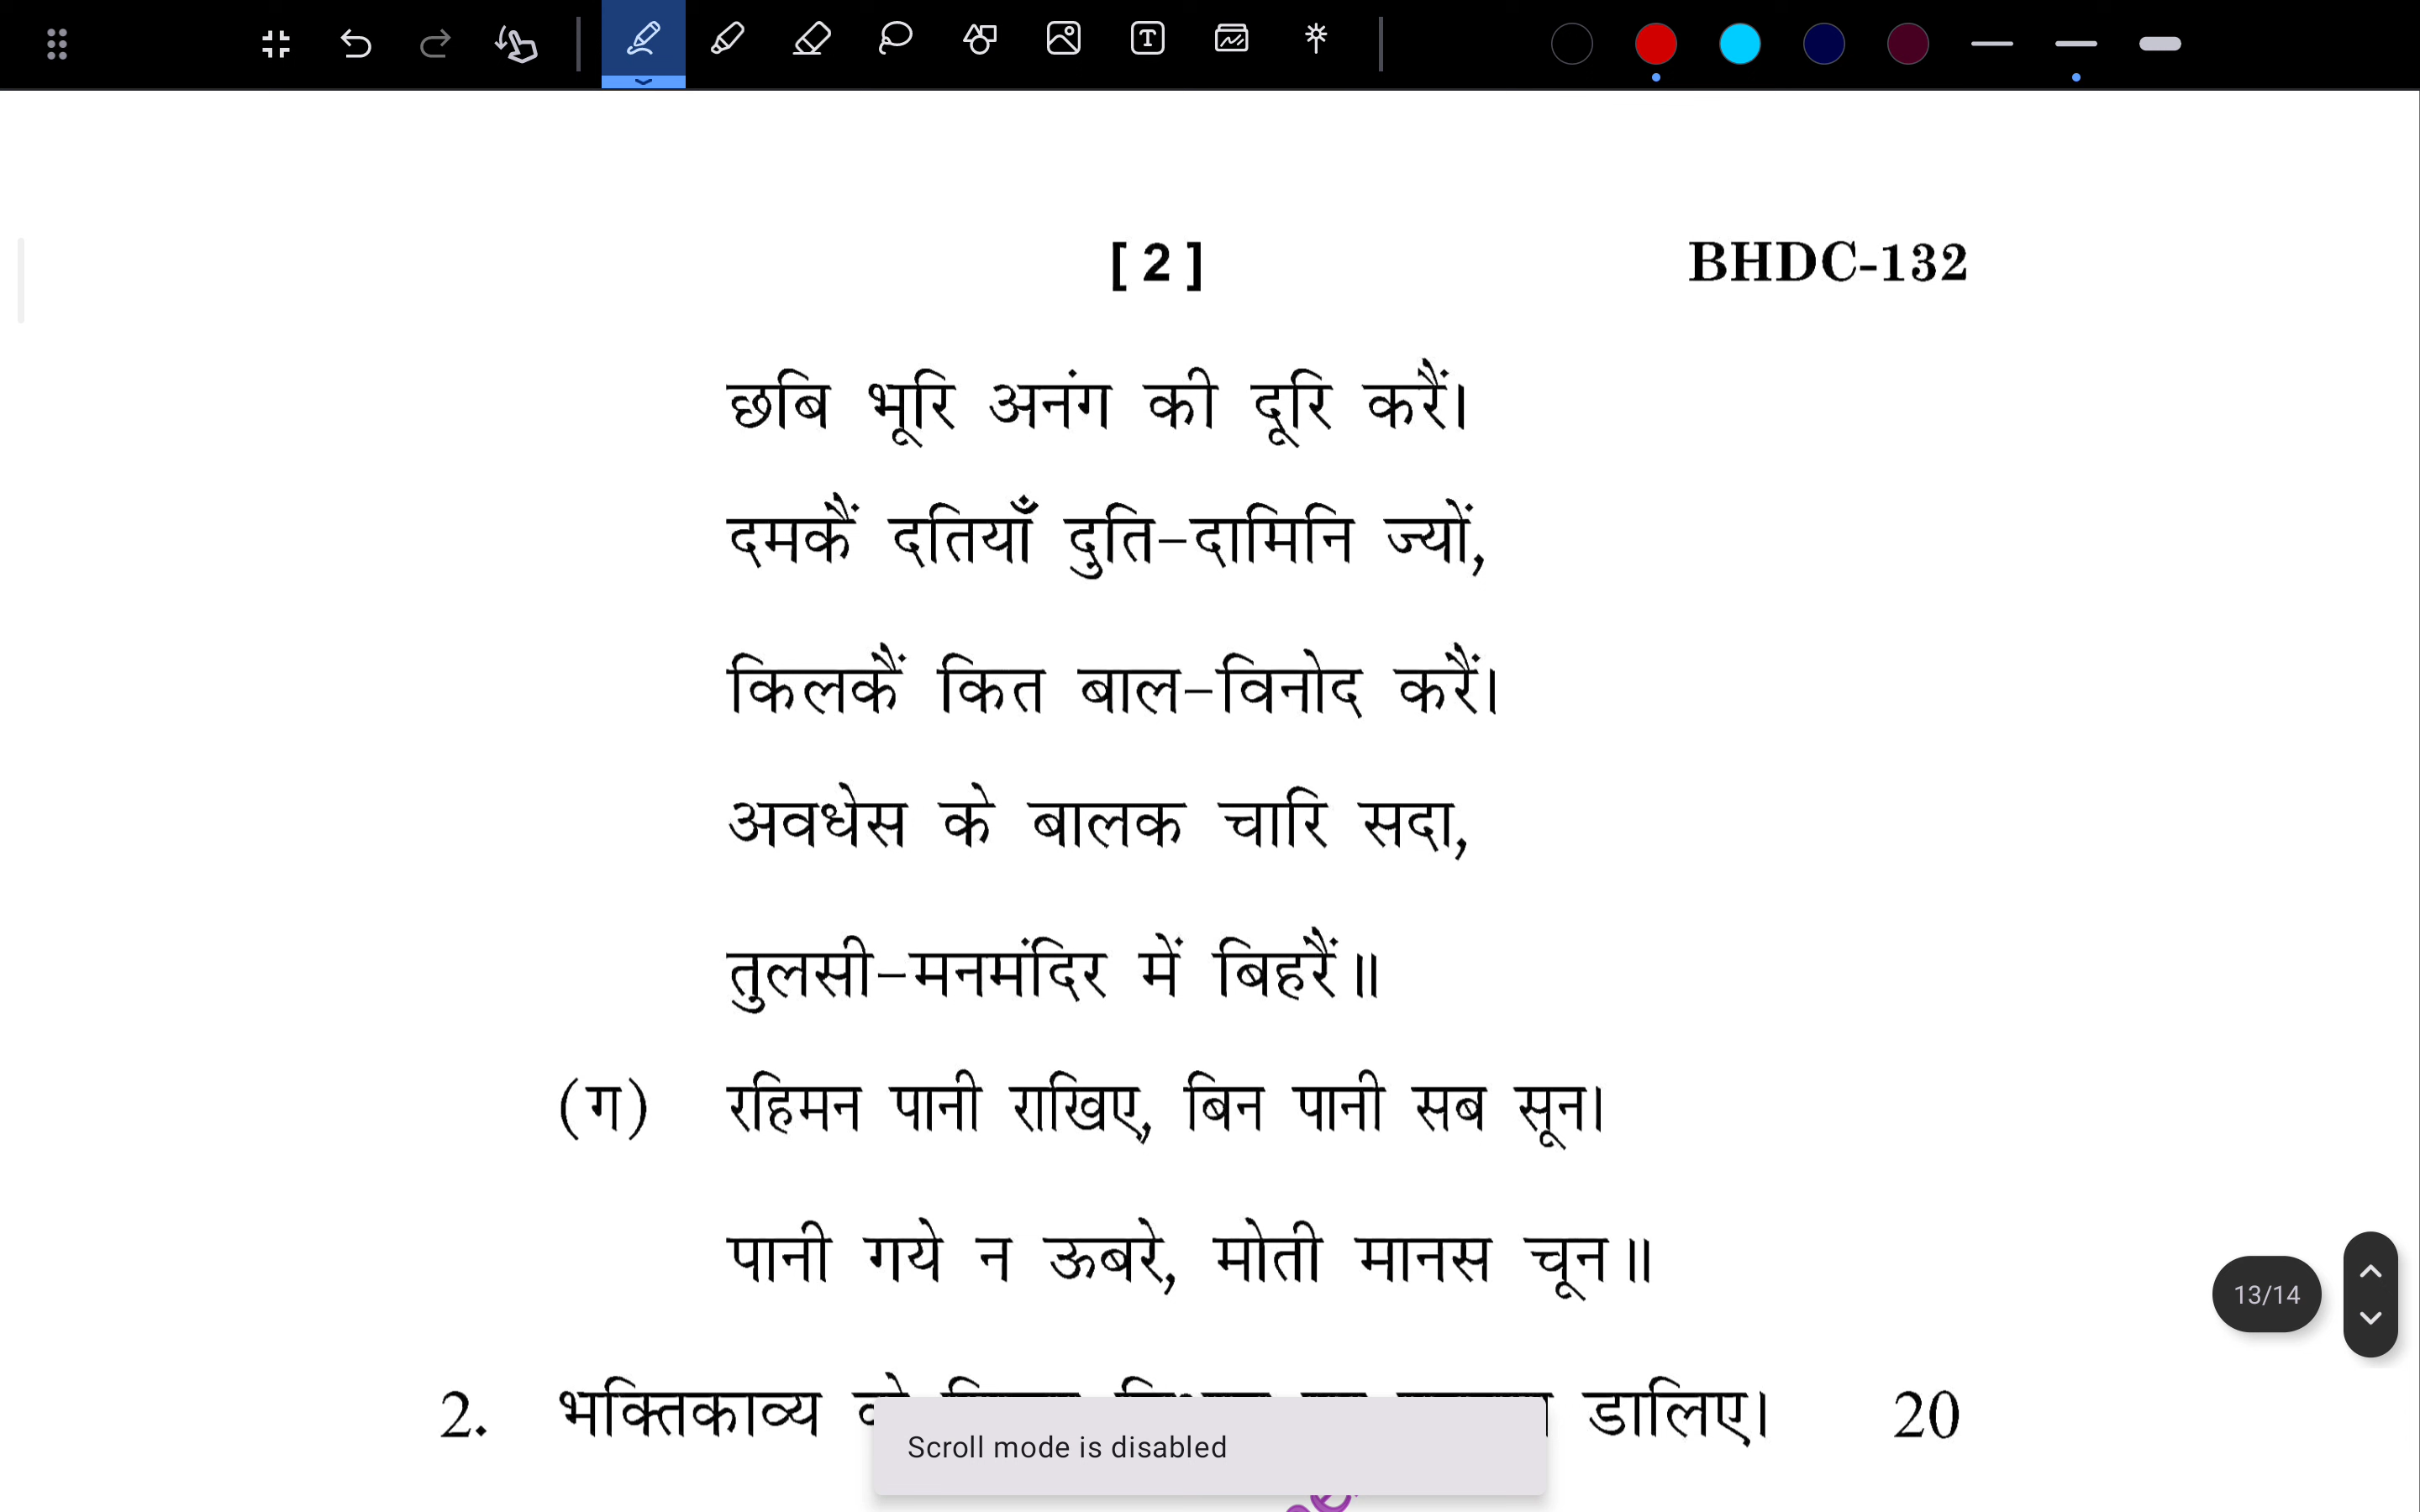 [ 2 ] BHDC-132
छबि भूरि अनंग की दूरि करैं।
दमकैं दतियाँ दुति-दामिनि ज्यों,
किलकैं कित बाल-विनोद करैं।
अवधेस के बालक चारि सदा,
तुलसी-मनमंदिर में बिहरैं॥
(ग) रहिमन पानी राखिए, बिन पानी सब सून।
पानी गये न ऊबरे, मोती मानस चून॥
2. भक्तिकाव्य डालिए। 20
Scroll mode is disabled
13/14